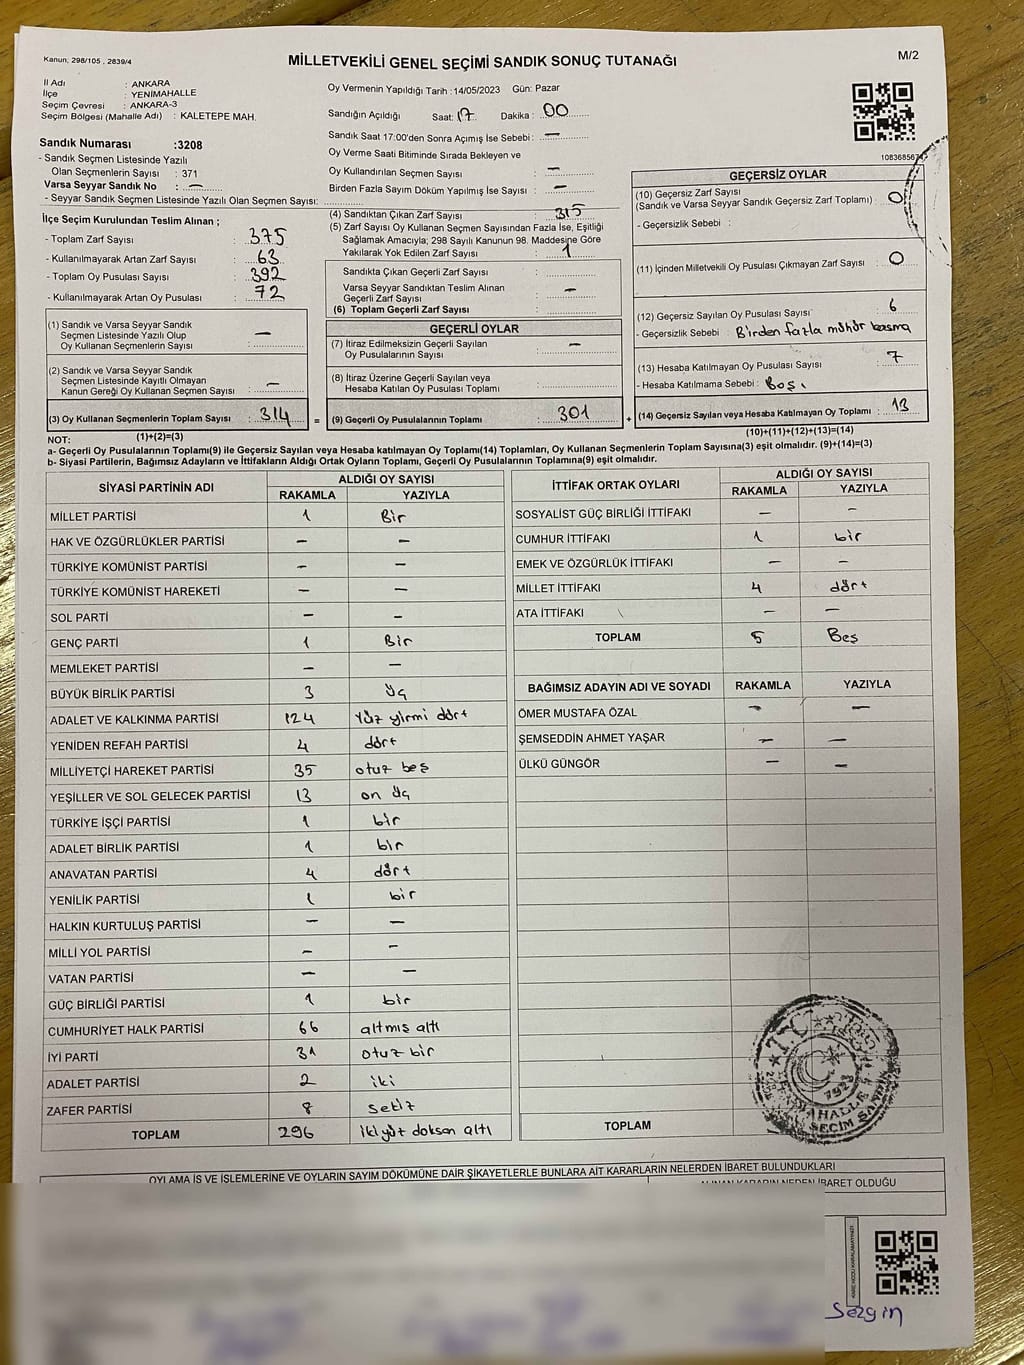 Kanun; 298/105 , 2839/4
MİLLETVEKİLİ GENEL SEÇİMİ SANDIK SONUÇ TUTANAĞI
M/2
İl Adı : ANKARA
İlçe : YENİMAHALLE
Seçim Çevresi : ANKARA-3
Seçim Bölgesi (Mahalle Adı) : KALETEPE MAH.
Sandık Numarası :3208
- Sandık Seçmen Listesinde Yazılı
Olan Seçmenlerin Sayısı : 371
Varsa Seyyar Sandık No : —
- Seyyar Sandık Seçmen Listesinde Yazılı Olan Seçmen Sayısı:
İlçe Seçim Kurulundan Teslim Alınan ;
- Toplam Zarf Sayısı : 375
- Kullanılmayarak Artan Zarf Sayısı : 63
- Toplam Oy Pusulası Sayısı : 392
- Kullanılmayarak Artan Oy Pusulası : 72
Oy Vermenin Yapıldığı Tarih : 14/05/2023 Gün: Pazar
Sandığın Açıldığı Saat: 17 Dakika : 00
Sandık Saat 17:00'den Sonra Açımış İse Sebebi : —
Oy Verme Saati Bitiminde Sırada Bekleyen ve
Oy Kullandırılan Seçmen Sayısı : —
Birden Fazla Sayım Döküm Yapılmış İse Sayısı : —
(4) Sandıktan Çıkan Zarf Sayısı : 315
(5) Zarf Sayısı Oy Kullanan Seçmen Sayısından Fazla İse, Eşitliği
Sağlamak Amacıyla; 298 Sayılı Kanunun 98. Maddesine Göre
Yakılarak Yok Edilen Zarf Sayısı : 1
Sandıkta Çıkan Geçerli Zarf Sayısı :
Varsa Seyyar Sandıktan Teslim Alınan
Geçerli Zarf Sayısı : —
(6) Toplam Geçerli Zarf Sayısı :
1083685674
GEÇERSİZ OYLAR
(10) Geçersiz Zarf Sayısı
(Sandık ve Varsa Seyyar Sandık Geçersiz Zarf Toplamı) : 0
- Geçersizlik Sebebi :
(11) İçinden Milletvekili Oy Pusulası Çıkmayan Zarf Sayısı : 0
(12) Geçersiz Sayılan Oy Pusulası Sayısı : 6
- Geçersizlik Sebebi : Birden fazla mühür basma
(13) Hesaba Katılmayan Oy Pusulası Sayısı : 7
- Hesaba Katılmama Sebebi : Boş.
(14) Geçersiz Sayılan veya Hesaba Katılmayan Oy Toplamı : 13
(10)+(11)+(12)+(13)=(14)
(1) Sandık ve Varsa Seyyar Sandık
Seçmen Listesinde Yazılı Olup
Oy Kullanan Seçmenlerin Sayısı : —
(2) Sandık ve Varsa Seyyar Sandık
Seçmen Listesinde Kayıtlı Olmayan
Kanun Gereği Oy Kullanan Seçmen Sayısı : —
(3) Oy Kullanan Seçmenlerin Toplam Sayısı : 314 =
(1)+(2)=(3)
GEÇERLİ OYLAR
(7) İtiraz Edilmeksizin Geçerli Sayılan
Oy Pusulalarının Sayısı : —
(8) İtiraz Üzerine Geçerli Sayılan veya
Hesaba Katılan Oy Pusulası Toplamı :
(9) Geçerli Oy Pusulalarının Toplamı : 301 +
NOT:
a- Geçerli Oy Pusulaları Toplamı(9) ile Geçersiz Sayılan veya Hesaba katılmayan Oy Toplamı(14) Toplamları, Oy Kullanan Seçmenlerin Toplam Sayısına(3) eşit olmalıdır. (9)+(14)=(3)
b- Siyasi Partilerin, Bağımsız Adayların ve İttifakların Aldığı Ortak Oyların Toplamı, Geçerli Oy Pusulalarının Toplamına(9) eşit olmalıdır.
SİYASİ PARTİNİN ADI ALDIĞI OY SAYISI
RAKAMLA YAZIYLA
MİLLET PARTİSİ 1 Bir
HAK VE ÖZGÜRLÜKLER PARTİSİ — —
TÜRKİYE KOMÜNİST PARTİSİ — —
TÜRKİYE KOMÜNİST HAREKETİ — —
SOL PARTİ — —
GENÇ PARTİ 1 Bir
MEMLEKET PARTİSİ — —
BÜYÜK BİRLİK PARTİSİ 3 Üç
ADALET VE KALKINMA PARTİSİ 124 Yüz yirmi dört
YENİDEN REFAH PARTİSİ 4 dört
MİLLİYETÇİ HAREKET PARTİSİ 35 otuz beş
YEŞİLLER VE SOL GELECEK PARTİSİ 13 on üç
TÜRKİYE İŞÇİ PARTİSİ 1 bir
ADALET BİRLİK PARTİSİ 1 bir
ANAVATAN PARTİSİ 4 dört
YENİLİK PARTİSİ 1 bir
HALKIN KURTULUŞ PARTİSİ — —
MİLLİ YOL PARTİSİ — —
VATAN PARTİSİ — —
GÜÇ BİRLİĞİ PARTİSİ 1 bir
CUMHURİYET HALK PARTİSİ 66 altmış altı
İYİ PARTİ 31 otuz bir
ADALET PARTİSİ 2 iki
ZAFER PARTİSİ 8 sekiz
TOPLAM 296 ikiyüz doksan altı
İTTİFAK ORTAK OYLARI ALDIĞI OY SAYISI
RAKAMLA YAZIYLA
SOSYALİST GÜÇ BİRLİĞİ İTTİFAKI — —
CUMHUR İTTİFAKI 1 bir
EMEK VE ÖZGÜRLÜK İTTİFAKI — —
MİLLET İTTİFAKI 4 dört
ATA İTTİFAKI — —
TOPLAM 5 Beş
BAĞIMSIZ ADAYIN ADI VE SOYADI RAKAMLA YAZIYLA
ÖMER MUSTAFA ÖZAL — —
ŞEMSEDDİN AHMET YAŞAR — —
ÜLKÜ GÜNGÖR — —
TOPLAM
T.C.
1923
YENİMAHALLE
SEÇİM SANDIK
OYLAMA İŞ VE İŞLEMLERİNE VE OYLARIN SAYIM DÖKÜMÜNE DAİR ŞİKAYETLERLE BUNLARA AİT KARARLARIN NELERDEN İBARET BULUNDUKLARI
ALINAN KARARIN NEDEN İBARET OLDUĞU
KARE KODU KARALAMAYINIZ!
Sezgin